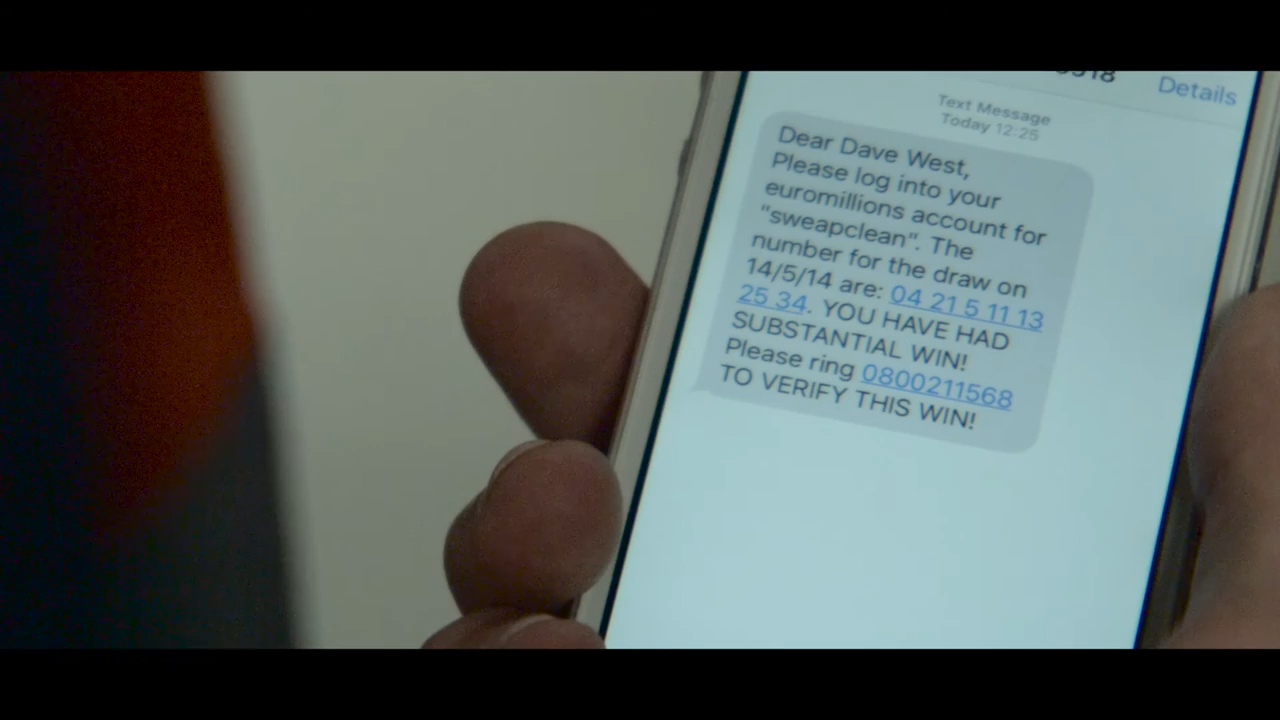 Details
Text Message
Today 12:25
Dear Dave West,
Please log into your
euromillions account for
"sweapclean". The
number for the draw on
14/5/14 are: 04 21 5 11 13
25 34. YOU HAVE HAD
SUBSTANTIAL WIN!
Please ring 0800211568
TO VERIFY THIS WIN!